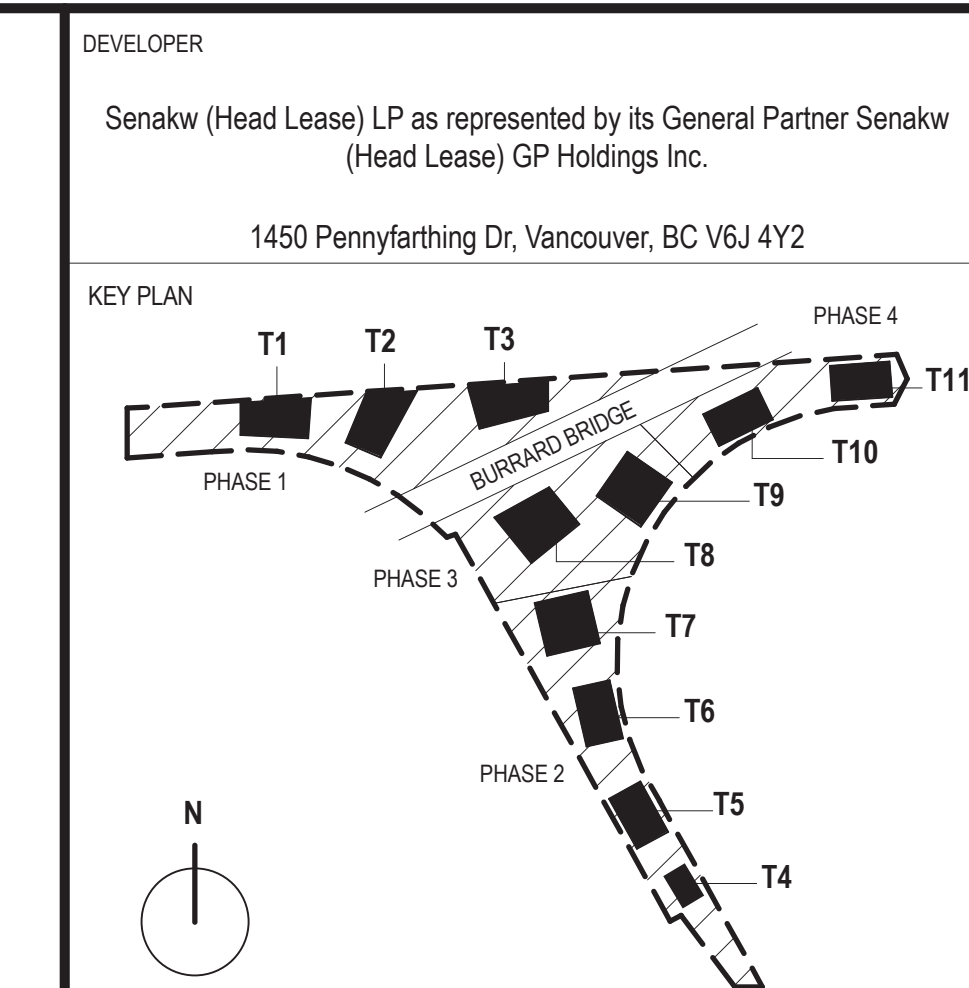 DEVELOPER
Senakw (Head Lease) LP as represented by its General Partner Senakw
(Head Lease) GP Holdings Inc.
1450 Pennyfarthing Dr, Vancouver, BC V6J 4Y2
KEY PLAN
PHASE 4
T1
T2
T3
T11
BURRARD BRIDGE
T10
PHASE 1
T9
T8
PHASE 3
T7
T6
PHASE 2
T5
N
T4